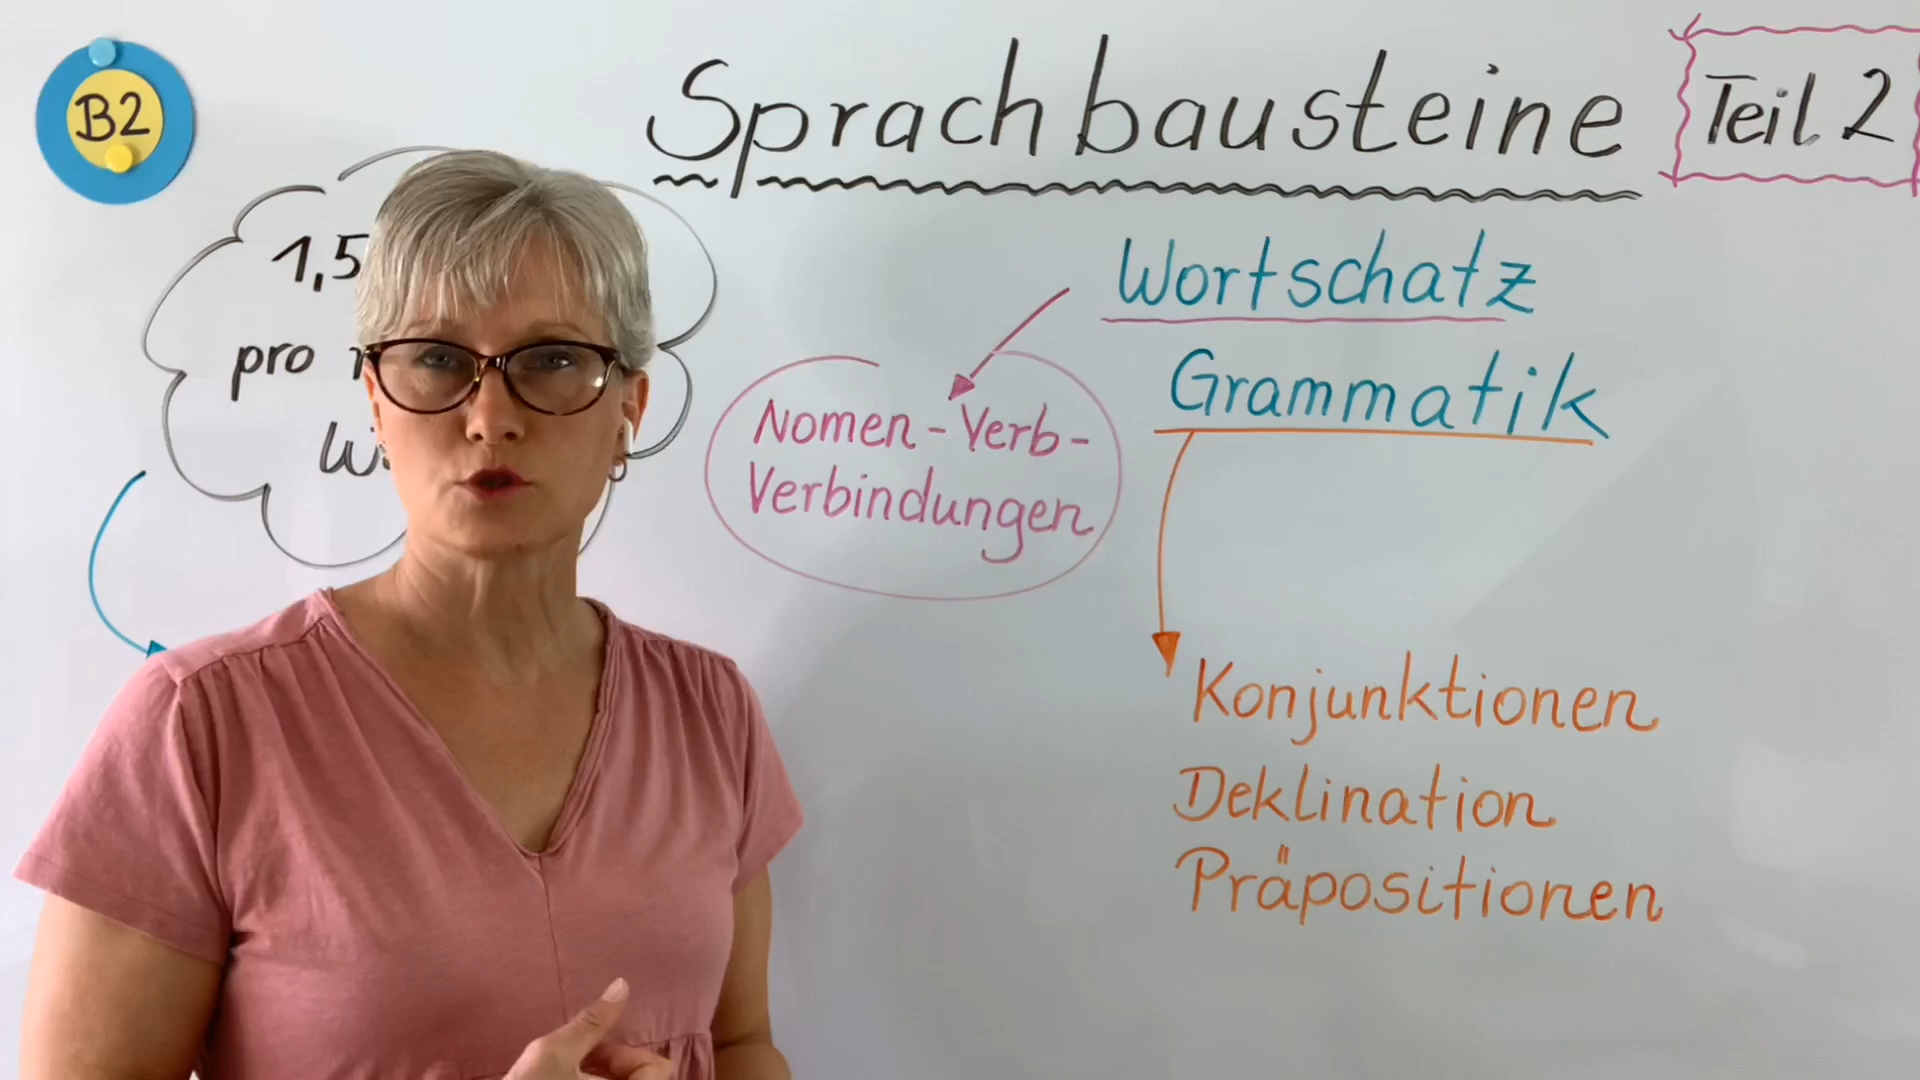 B2
Sprachbausteine
Teil 2
1,5
pro
Wortschatz
Grammatik
Nomen-Verb-
Verbindungen
Konjunktionen
Deklination
Präpositionen